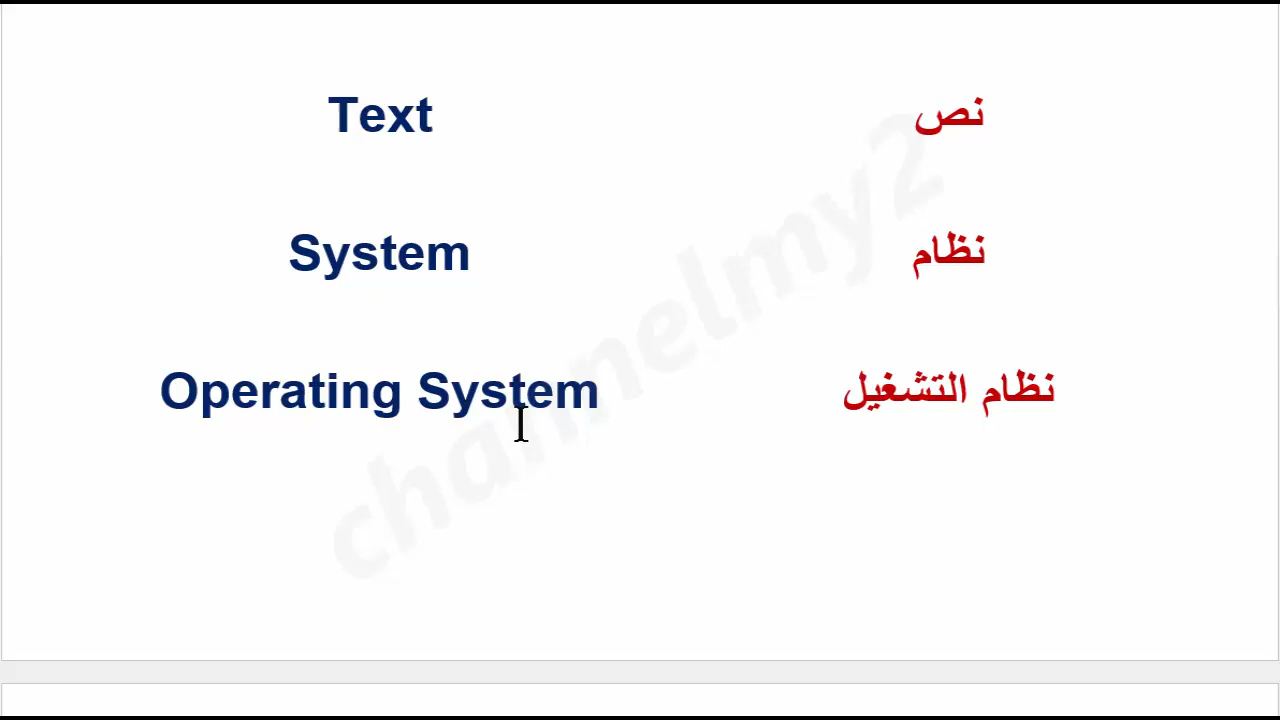 Text نص
System نظام
Operating System نظام التشغيل
channelmy2